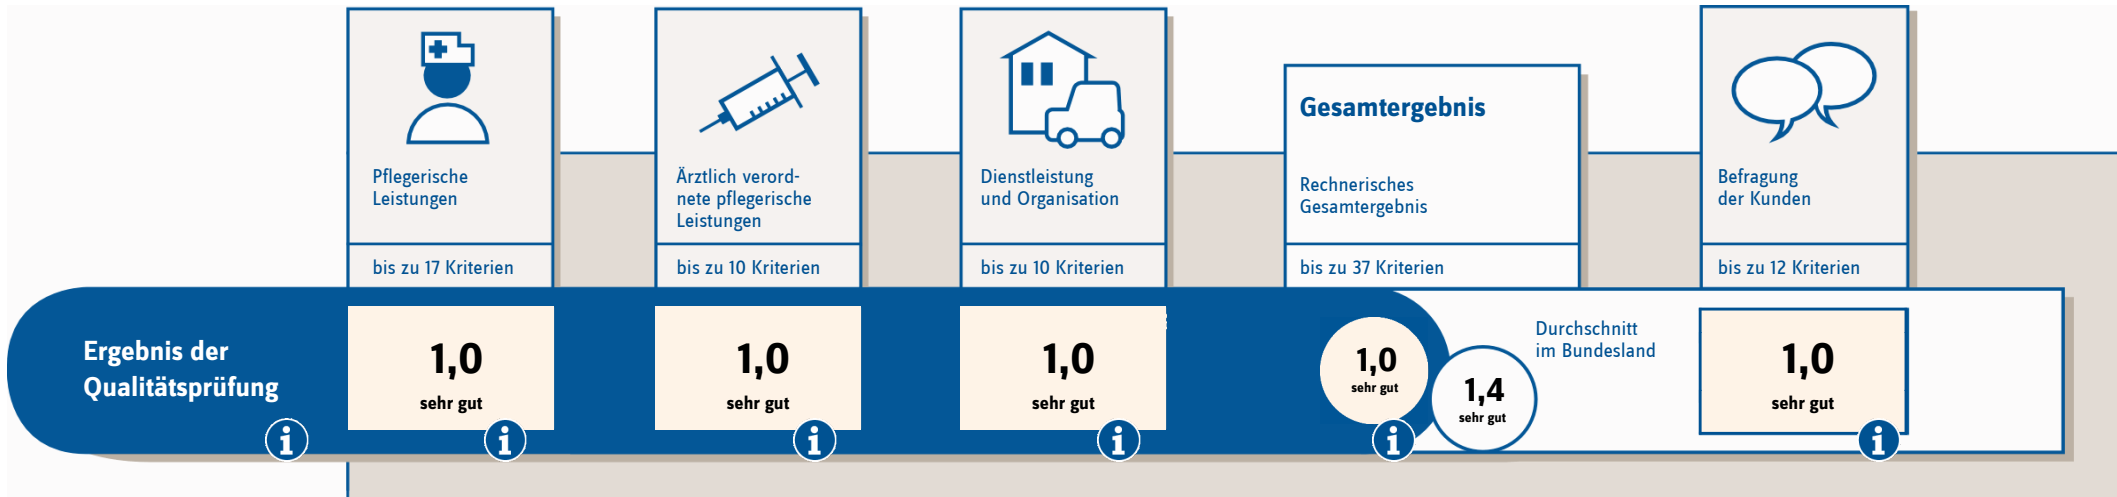 Pflegerische
Leistungen
bis zu 17 Kriterien
Ärztlich verord-
nete pflegerische
Leistungen
bis zu 10 Kriterien
Dienstleistung
und Organisation
bis zu 10 Kriterien
Gesamtergebnis
Rechnerisches
Gesamtergebnis
bis zu 37 Kriterien
Befragung
der Kunden
bis zu 12 Kriterien
Ergebnis der
Qualitätsprüfung
i
1,0
sehr gut
i
1,0
sehr gut
i
1,0
sehr gut
i
1,0
sehr gut
i
1,4
sehr gut
Durchschnitt
im Bundesland
1,0
sehr gut
i